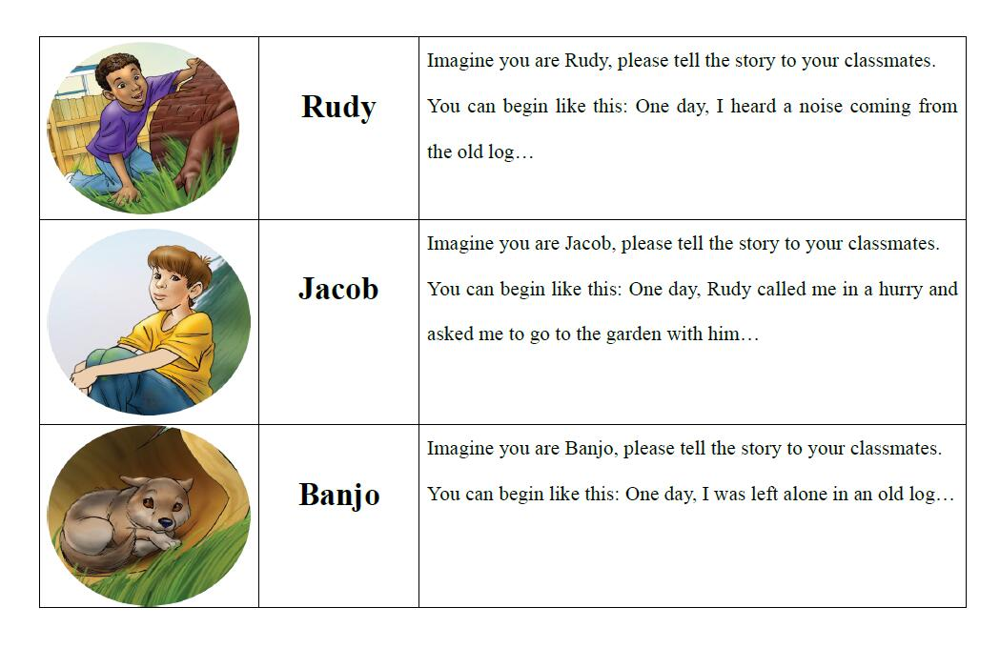 Rudy
Imagine you are Rudy, please tell the story to your classmates.
You can begin like this: One day, I heard a noise coming from
the old log…
Jacob
Imagine you are Jacob, please tell the story to your classmates.
You can begin like this: One day, Rudy called me in a hurry and
asked me to go to the garden with him…
Banjo
Imagine you are Banjo, please tell the story to your classmates.
You can begin like this: One day, I was left alone in an old log…